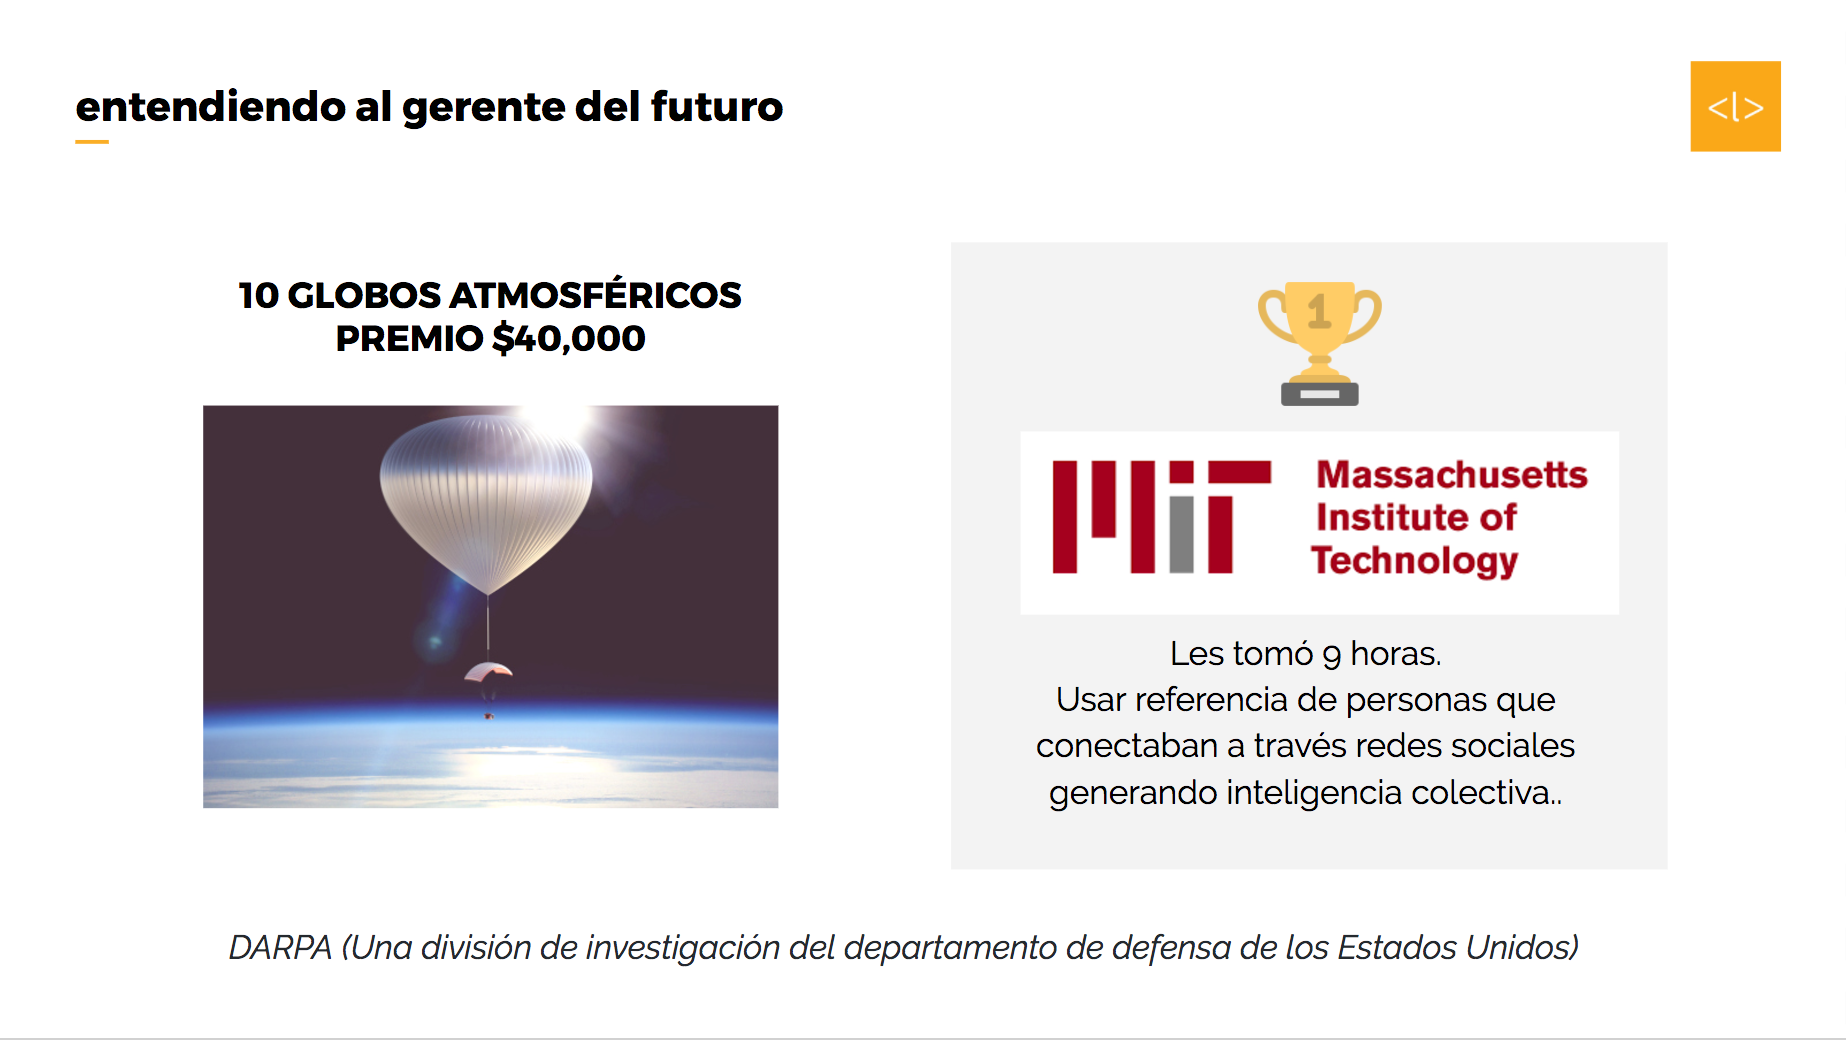 entendiendo al gerente del futuro
<l>
10 GLOBOS ATMOSFÉRICOS
PREMIO $40,000
1
MIT
Massachusetts
Institute of
Technology
Les tomó 9 horas.
Usar referencia de personas que
conectaban a través redes sociales
generando inteligencia colectiva..
DARPA (Una división de investigación del departamento de defensa de los Estados Unidos)